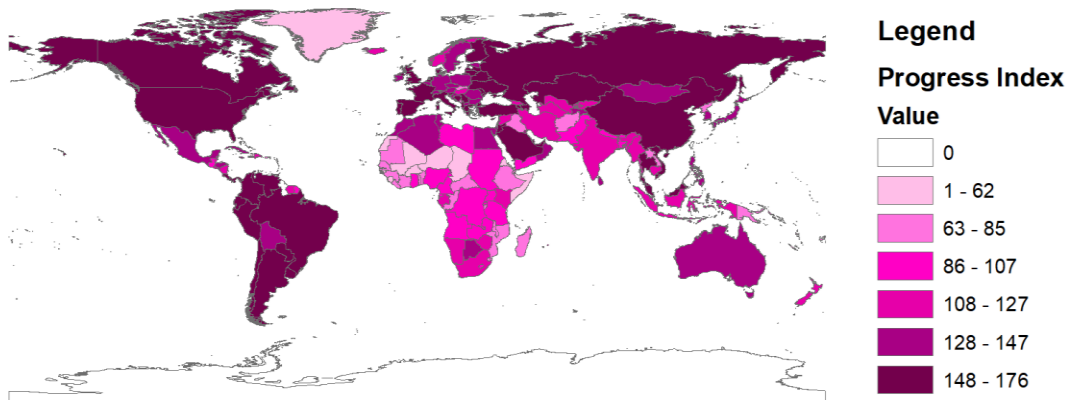 Legend
Progress Index
Value
0
1 - 62
63 - 85
86 - 107
108 - 127
128 - 147
148 - 176